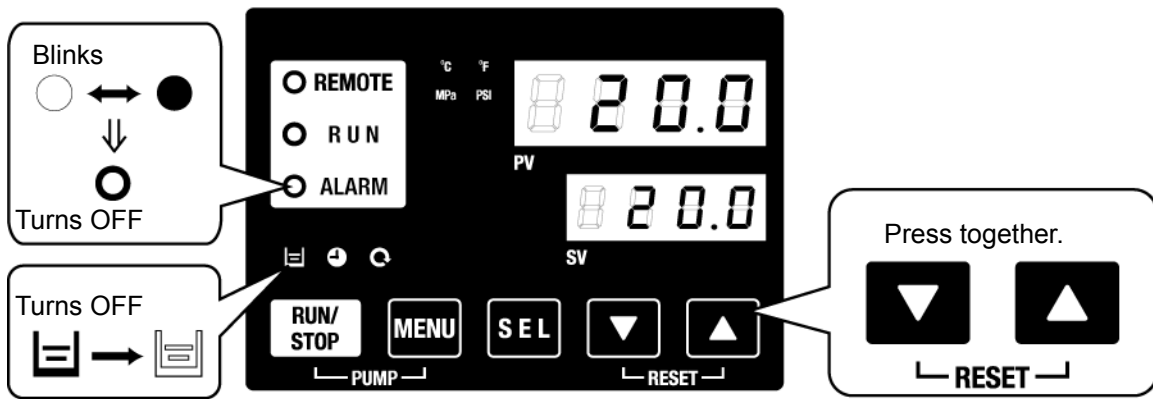 Blinks
Turns OFF
Turns OFF
REMOTE
RUN
ALARM
°C °F
MPa PSI
20.0
PV
20.0
SV
RUN/
STOP
MENU
SEL
PUMP
RESET
Press together.
RESET